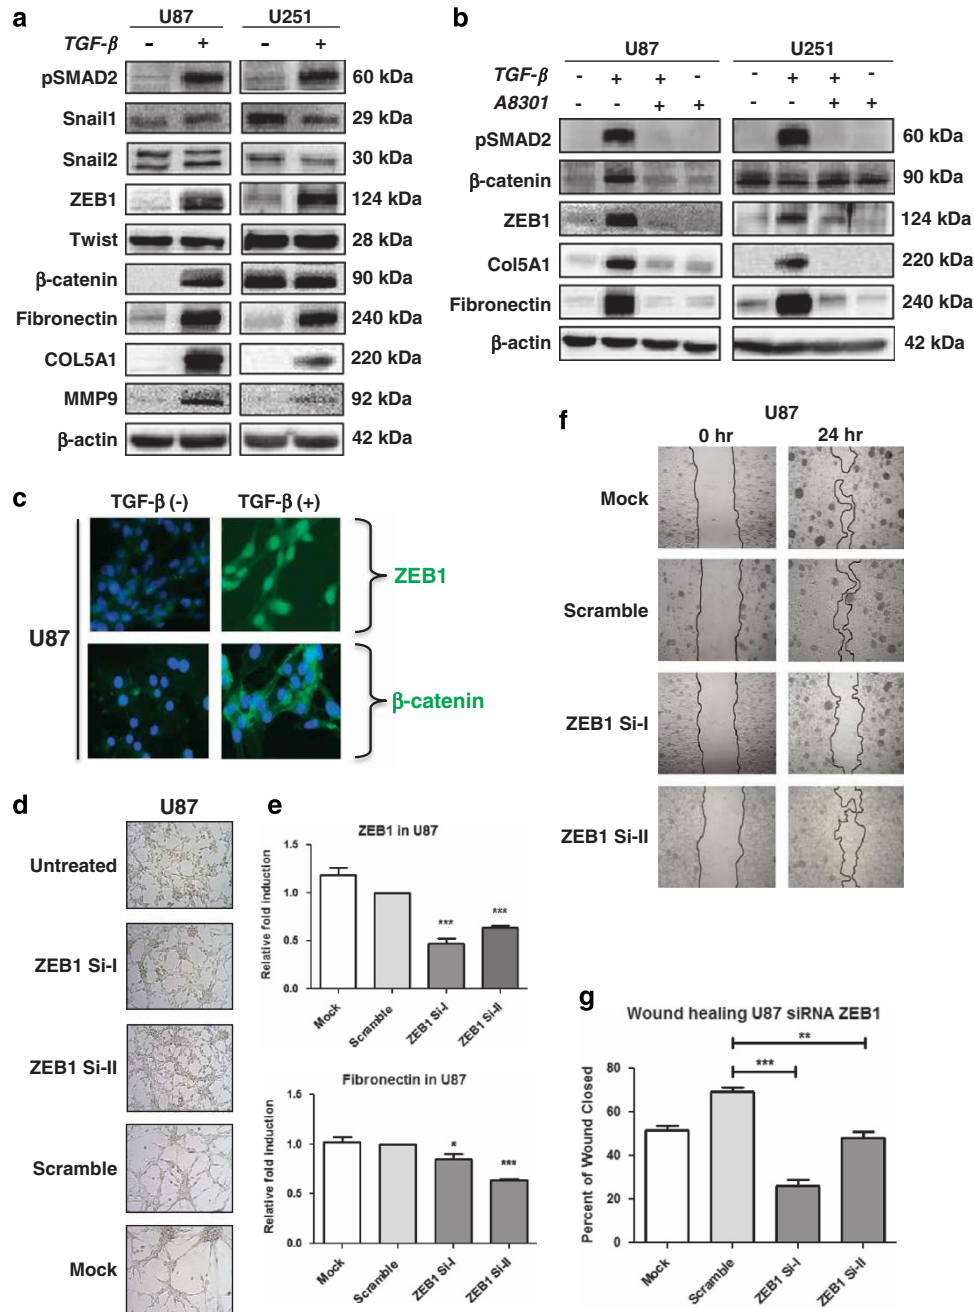 a
U87 U251
TGF-β - + - +
pSMAD2 60 kDa
Snail1 29 kDa
Snail2 30 kDa
ZEB1 124 kDa
Twist 28 kDa
β-catenin 90 kDa
Fibronectin 240 kDa
COL5A1 220 kDa
MMP9 92 kDa
β-actin 42 kDa
b
U87 U251
TGF-β - + + - - + + -
A8301 - - + + - - + +
pSMAD2 60 kDa
β-catenin 90 kDa
ZEB1 124 kDa
Col5A1 220 kDa
Fibronectin 240 kDa
β-actin 42 kDa
c
TGF-β (-) TGF-β (+)
U87
ZEB1
β-catenin
d
U87
Untreated
ZEB1 Si-I
ZEB1 Si-II
Scramble
Mock
e
ZEB1 in U87
Relative fold induction
1.5
1.0
0.5
0.0
*** ***
Mock Scramble ZEB1 Si-I ZEB1 Si-II
Fibronectin in U87
Relative fold induction
1.5
1.0
0.5
0.0
* ***
Mock Scramble ZEB1 Si-I ZEB1 Si-II
f
U87
0 hr 24 hr
Mock
Scramble
ZEB1 Si-I
ZEB1 Si-II
g
Wound healing U87 siRNA ZEB1
Percent of Wound Closed
80
60
40
20
0
**
***
Mock Scramble ZEB1 Si-I ZEB1 Si-II